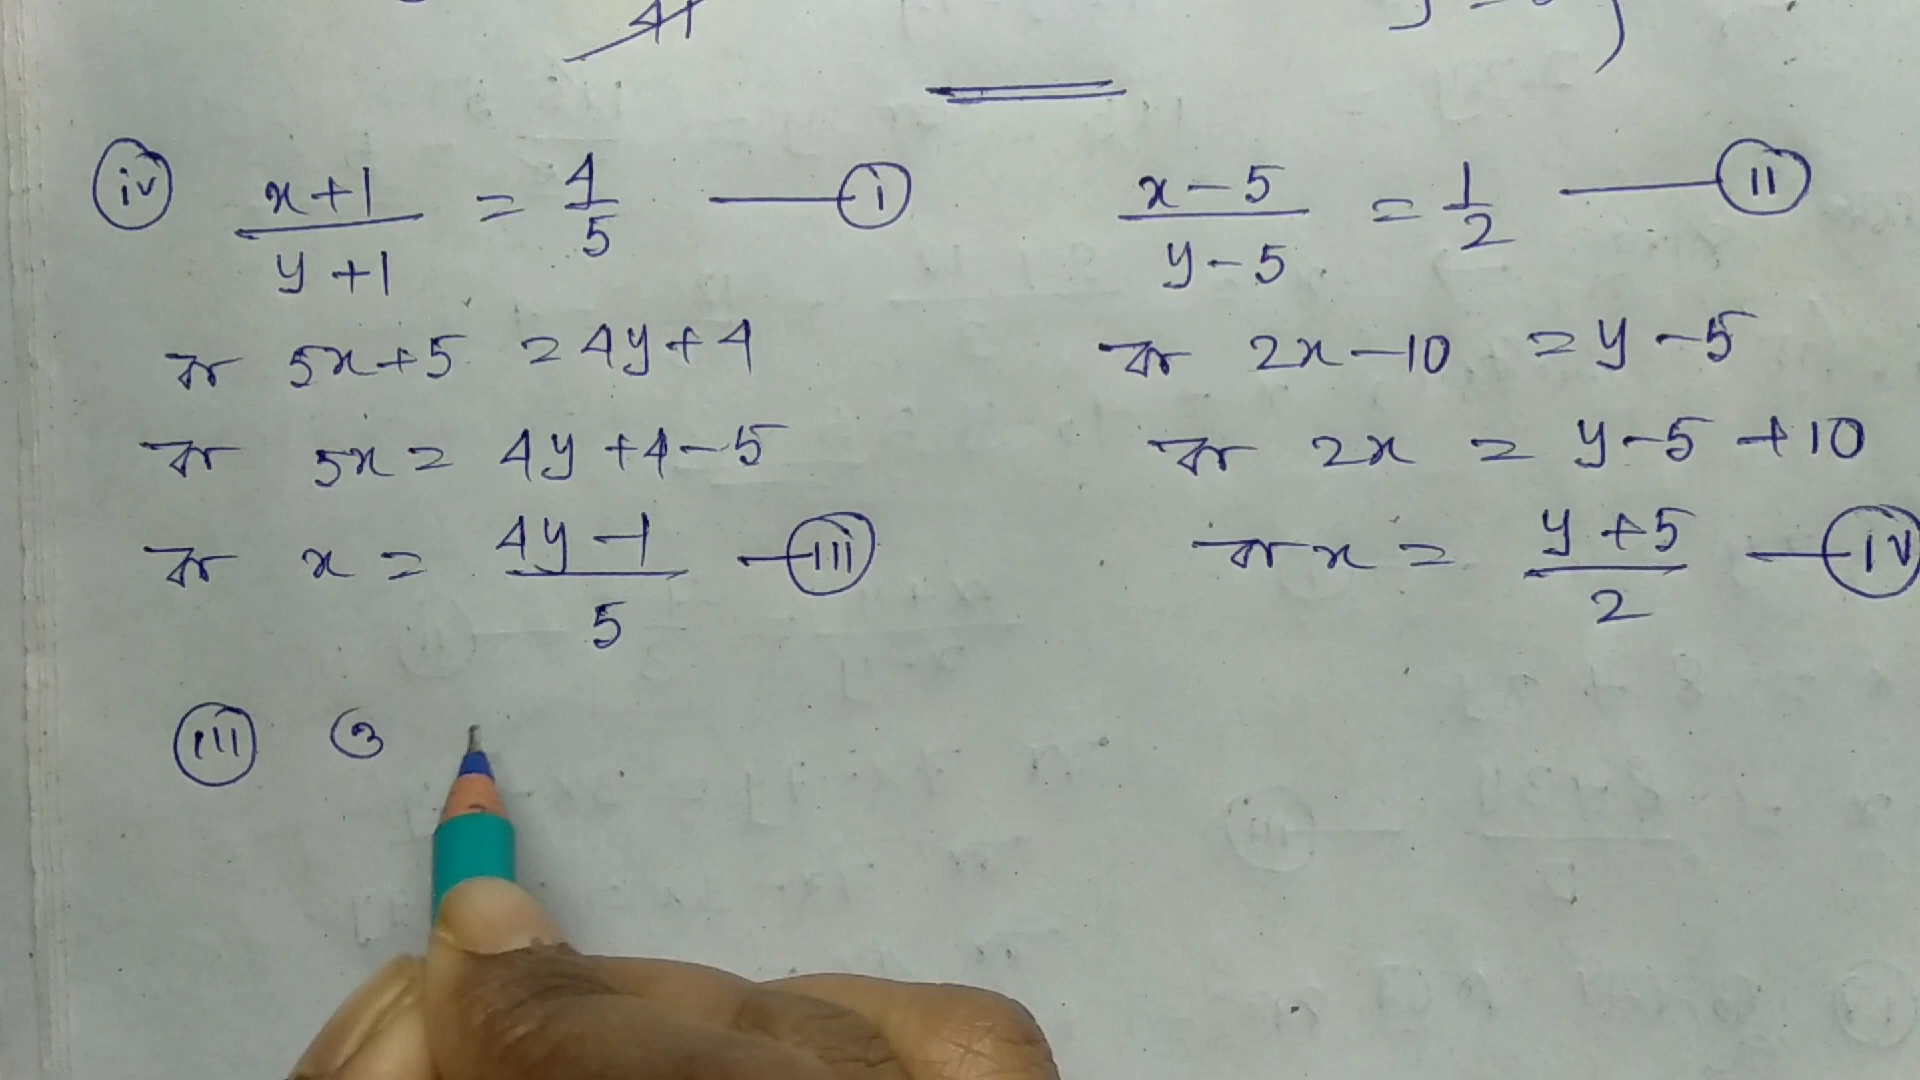 (iv) x+1/y+1 = 4/5 —(i)
বা 5x+5 = 4y+4
বা 5x = 4y+4-5
বা x = 4y-1/5 —(iii)
x-5/y-5 = 1/2 —(ii)
বা 2x-10 = y-5
বা 2x = y-5+10
বা x = y+5/2 —(iv)
(iii) ও